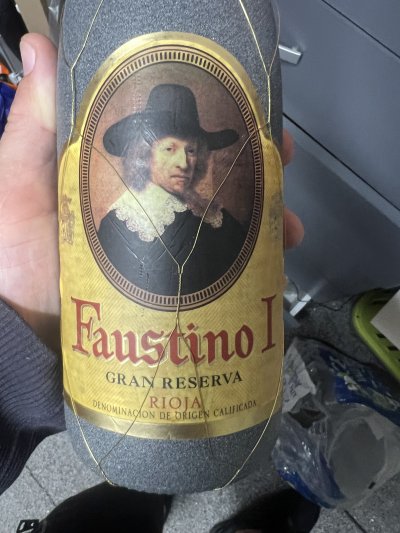 Faustino I
GRAN RESERVA
RIOJA
DENOMINACION DE ORIGEN CALIFICADA